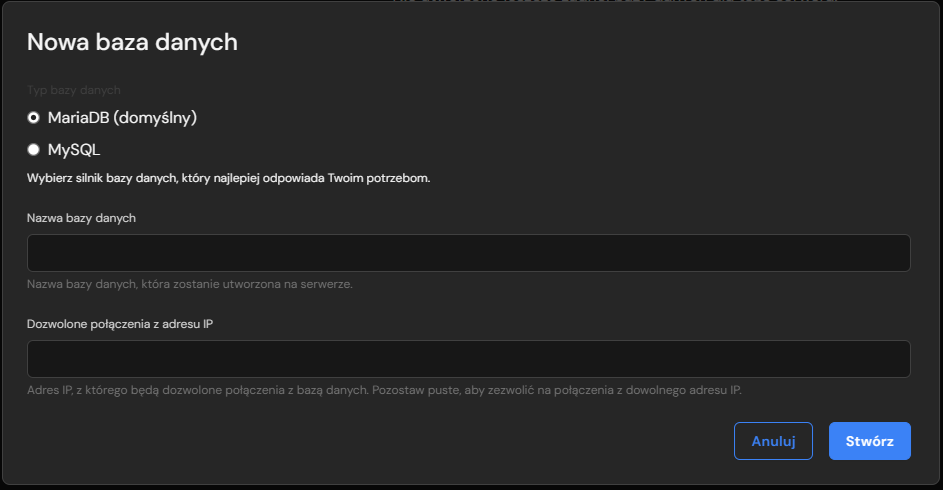 Nowa baza danych
Typ bazy danych
MariaDB (domyślny)
MySQL
Wybierz silnik bazy danych, który najlepiej odpowiada Twoim potrzebom.
Nazwa bazy danych
Nazwa bazy danych, która zostanie utworzona na serwerze.
Dozwolone połączenia z adresu IP
Adres IP, z którego będą dozwolone połączenia z bazą danych. Pozostaw puste, aby zezwolić na połączenia z dowolnego adresu IP.
Anuluj
Stwórz